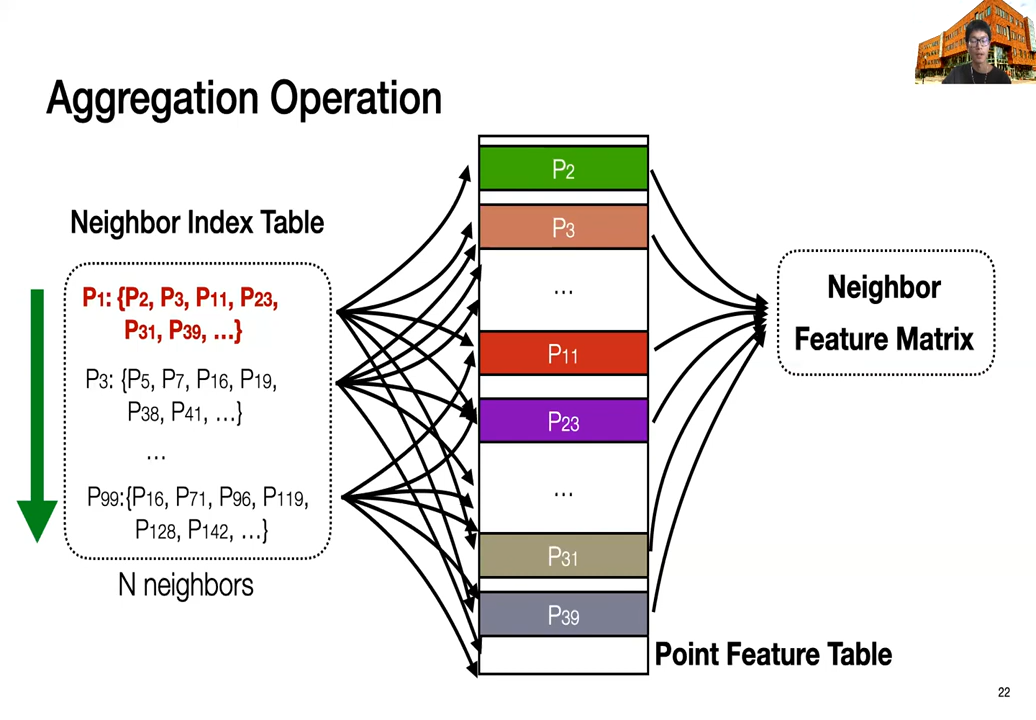 Aggregation Operation
Neighbor Index Table
P1: {P2, P3, P11, P23,
P31, P39, …}
P3: {P5, P7, P16, P19,
P38, P41, …}
…
P99:{P16, P71, P96, P119,
P128, P142, …}
N neighbors
P2
P3
…
P11
P23
…
P31
P39
Point Feature Table
Neighbor
Feature Matrix
22